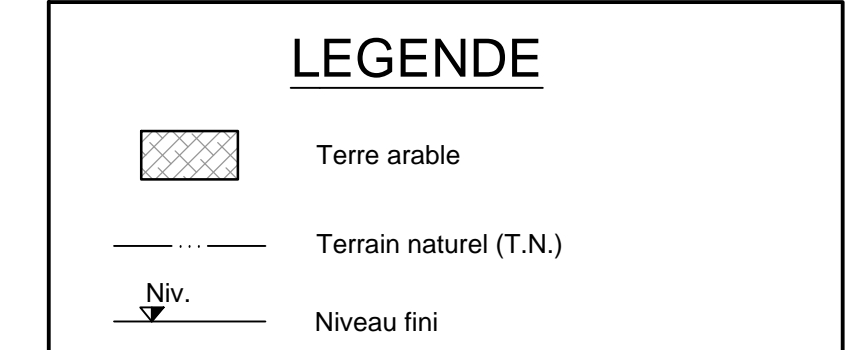 LEGENDE
Terre arable
Terrain naturel (T.N.)
Niv.
Niveau fini